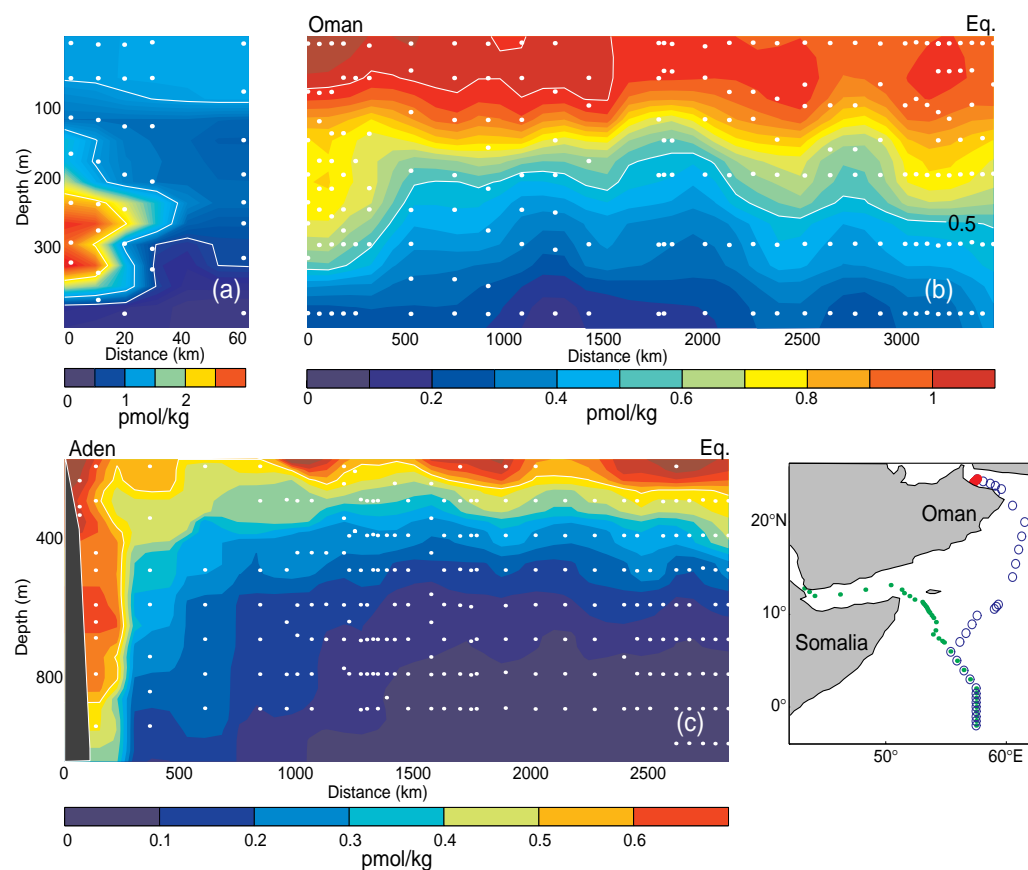 Oman Eq.
Depth (m)
100
200
300
(a)
0 20 40 60
Distance (km)
0 1 2
pmol/kg
0.5
(b)
0 500 1000 1500 2000 2500 3000
Distance (km)
0 0.2 0.4 0.6 0.8 1
pmol/kg
Aden Eq.
Depth (m)
400
800
(c)
0 500 1000 1500 2000 2500
Distance (km)
0 0.1 0.2 0.3 0.4 0.5 0.6
pmol/kg
20°N
Oman
10°
Somalia
0°
50° 60°E